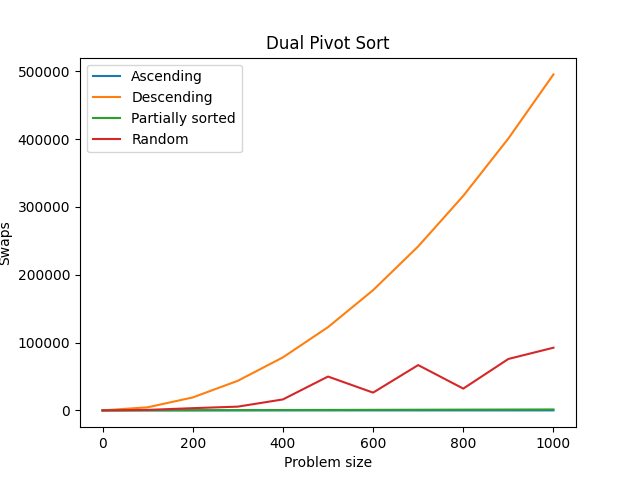 Dual Pivot Sort
Ascending
Descending
Partially sorted
Random
500000
400000
300000
200000
100000
0
Swaps
0 200 400 600 800 1000
Problem size